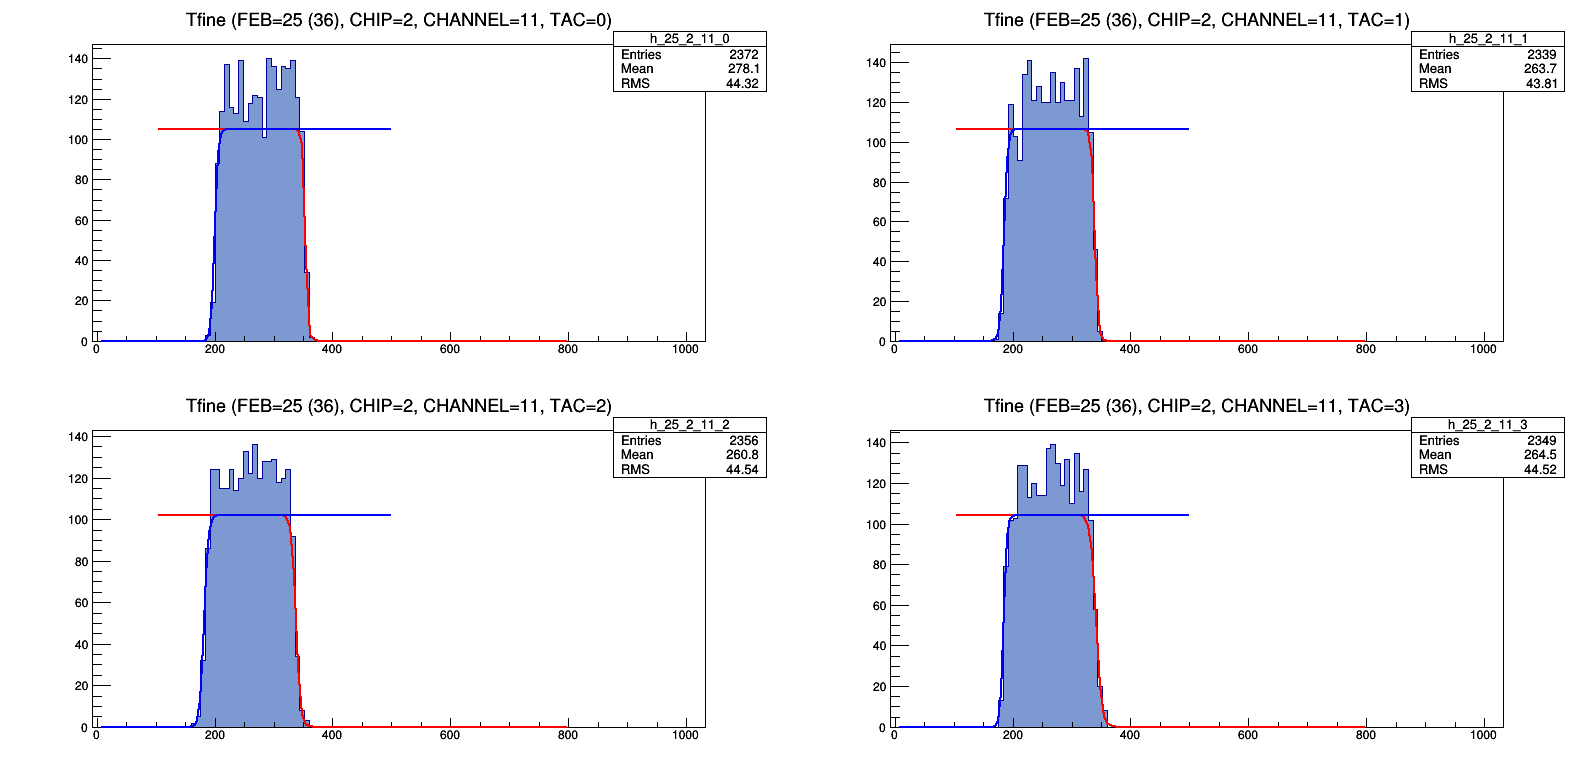 Tfine (FEB=25 (36), CHIP=2, CHANNEL=11, TAC=0)
h_25_2_11_0
Entries 2372
Mean 278.1
RMS 44.32
140
120
100
80
60
40
20
0
0 200 400 600 800 1000
Tfine (FEB=25 (36), CHIP=2, CHANNEL=11, TAC=1)
h_25_2_11_1
Entries 2339
Mean 263.7
RMS 43.81
140
120
100
80
60
40
20
0
0 200 400 600 800 1000
Tfine (FEB=25 (36), CHIP=2, CHANNEL=11, TAC=2)
h_25_2_11_2
Entries 2356
Mean 260.8
RMS 44.54
140
120
100
80
60
40
20
0
0 200 400 600 800 1000
Tfine (FEB=25 (36), CHIP=2, CHANNEL=11, TAC=3)
h_25_2_11_3
Entries 2349
Mean 264.5
RMS 44.52
140
120
100
80
60
40
20
0
0 200 400 600 800 1000